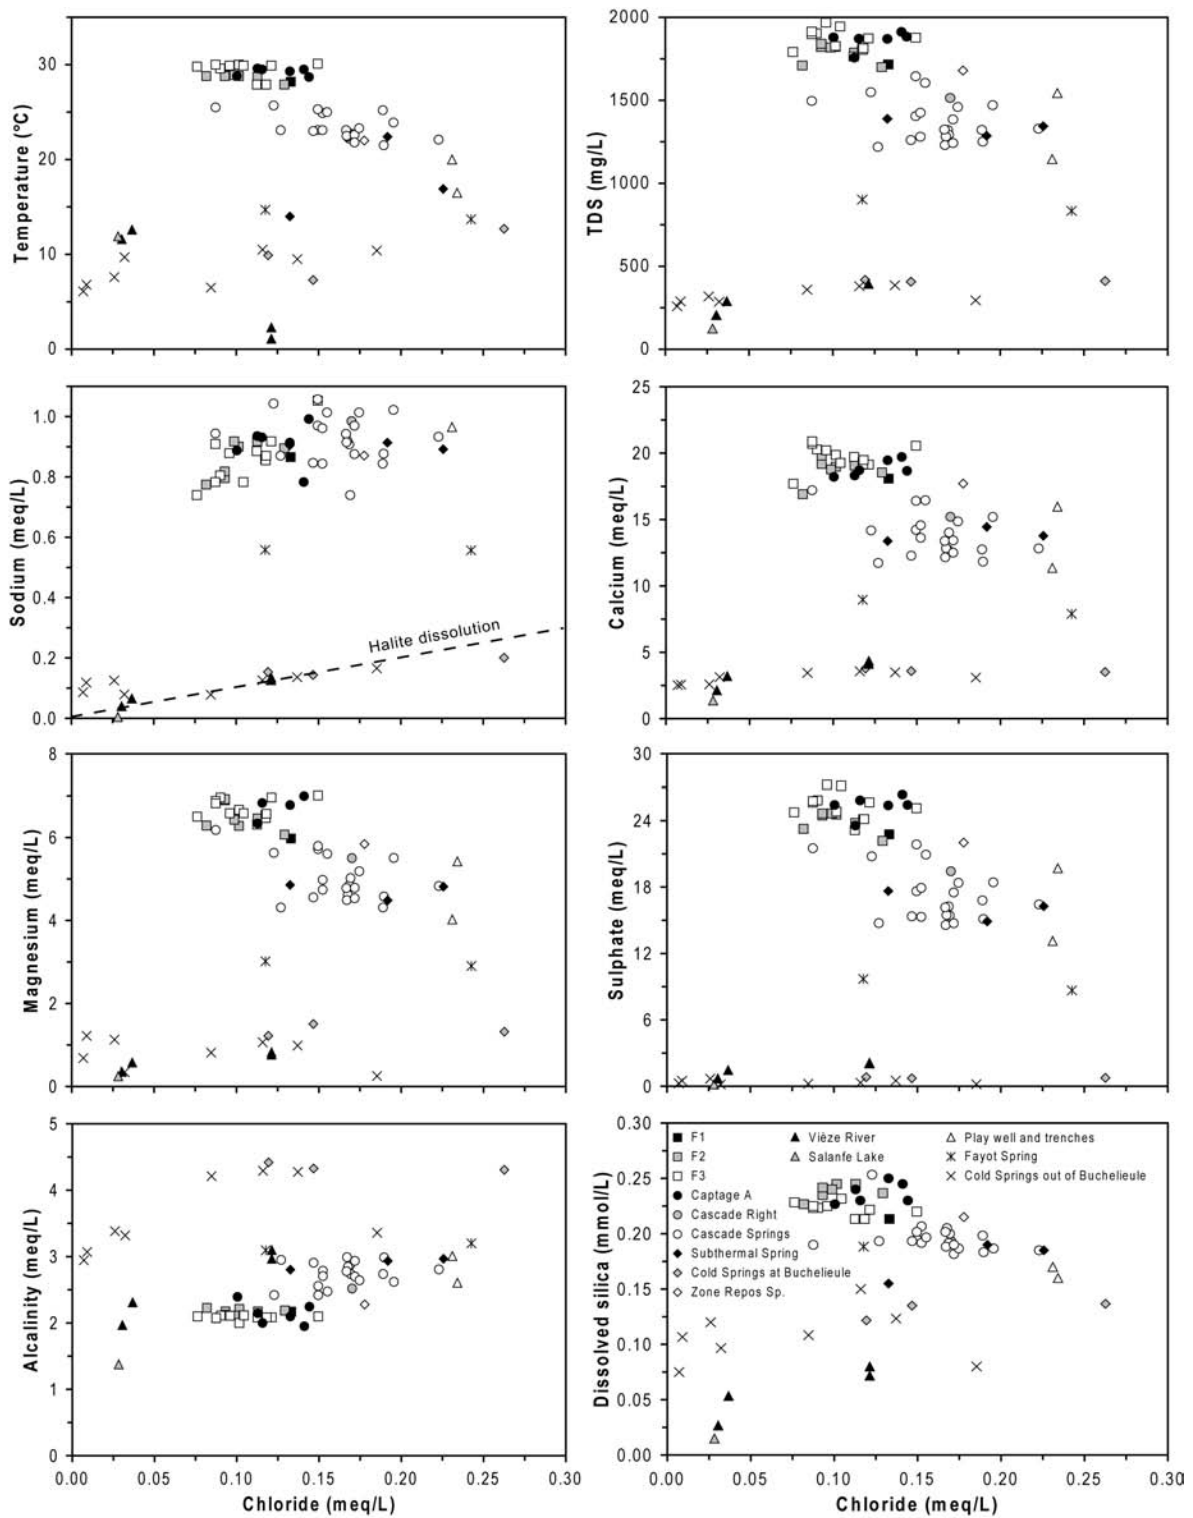 35
30
20
10
0
Temperature (°C)
2000
1500
1000
500
0
TDS (mg/L)
1.0
0.8
0.6
0.4
0.2
0.0
Sodium (meq/L)
Halite dissolution
25
20
15
10
5
0
Calcium (meq/L)
8
6
4
2
0
Magnesium (meq/L)
30
24
18
12
6
0
Sulphate (meq/L)
5
4
3
2
1
0
Alcalinity (meq/L)
0.00 0.05 0.10 0.15 0.20 0.25 0.30
Chloride (meq/L)
0.30
0.25
0.20
0.15
0.10
0.05
0.00
Dissolved silica (mmol/L)
F1
F2
F3
Captage A
Cascade Right
Cascade Springs
Subthermal Spring
Cold Springs at Buchelieule
Zone Repos Sp.
Vièze River
Salanfe Lake
Play well and trenches
Fayot Spring
Cold Springs out of Buchelieule
0.00 0.05 0.10 0.15 0.20 0.25 0.30
Chloride (meq/L)